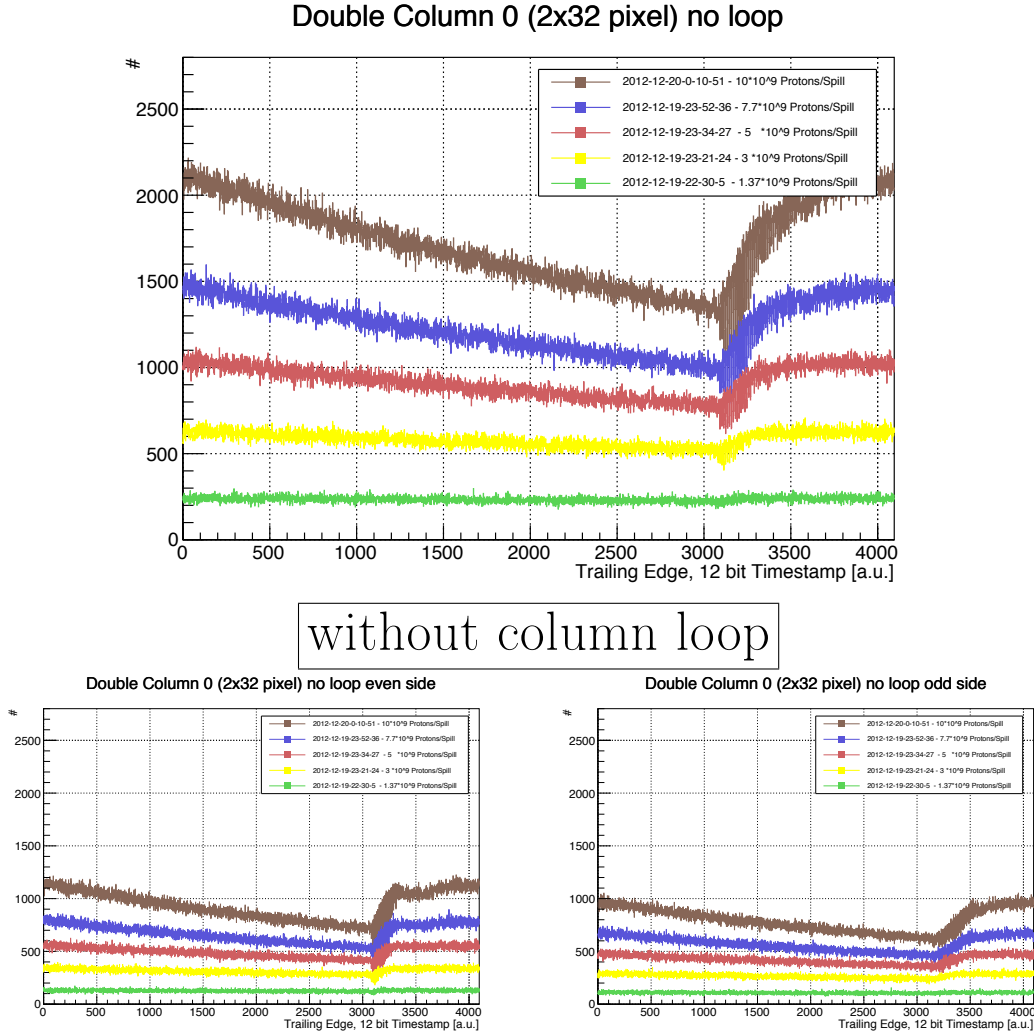 Double Column 0 (2x32 pixel) no loop
#
2012-12-20-0-10-51 - 10*10^9 Protons/Spill
2012-12-19-23-52-36 - 7.7*10^9 Protons/Spill
2012-12-19-23-34-27 - 5 *10^9 Protons/Spill
2012-12-19-23-21-24 - 3 *10^9 Protons/Spill
2012-12-19-22-30-5 - 1.37*10^9 Protons/Spill
2500
2000
1500
1000
500
0
0 500 1000 1500 2000 2500 3000 3500 4000
Trailing Edge, 12 bit Timestamp [a.u.]
without column loop
Double Column 0 (2x32 pixel) no loop even side
#
2012-12-20-0-10-51 - 10*10^9 Protons/Spill
2012-12-19-23-52-36 - 7.7*10^9 Protons/Spill
2012-12-19-23-34-27 - 5 *10^9 Protons/Spill
2012-12-19-23-21-24 - 3 *10^9 Protons/Spill
2012-12-19-22-30-5 - 1.37*10^9 Protons/Spill
2500
2000
1500
1000
500
0
0 500 1000 1500 2000 2500 3000 3500 4000
Trailing Edge, 12 bit Timestamp [a.u.]
Double Column 0 (2x32 pixel) no loop odd side
#
2012-12-20-0-10-51 - 10*10^9 Protons/Spill
2012-12-19-23-52-36 - 7.7*10^9 Protons/Spill
2012-12-19-23-34-27 - 5 *10^9 Protons/Spill
2012-12-19-23-21-24 - 3 *10^9 Protons/Spill
2012-12-19-22-30-5 - 1.37*10^9 Protons/Spill
2500
2000
1500
1000
500
0
0 500 1000 1500 2000 2500 3000 3500 4000
Trailing Edge, 12 bit Timestamp [a.u.]